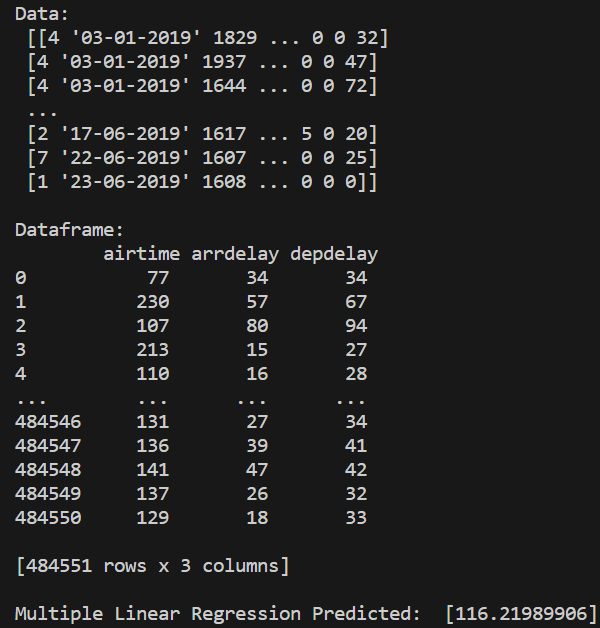 Data:
[[4 '03-01-2019' 1829 ... 0 0 32]
[4 '03-01-2019' 1937 ... 0 0 47]
[4 '03-01-2019' 1644 ... 0 0 72]
...
[2 '17-06-2019' 1617 ... 5 0 20]
[7 '22-06-2019' 1607 ... 0 0 25]
[1 '23-06-2019' 1608 ... 0 0 0]]
Dataframe:
airtime arrdelay depdelay
0 77 34 34
1 230 57 67
2 107 80 94
3 213 15 27
4 110 16 28
... ... ... ...
484546 131 27 34
484547 136 39 41
484548 141 47 42
484549 137 26 32
484550 129 18 33
[484551 rows x 3 columns]
Multiple Linear Regression Predicted: [116.21989906]